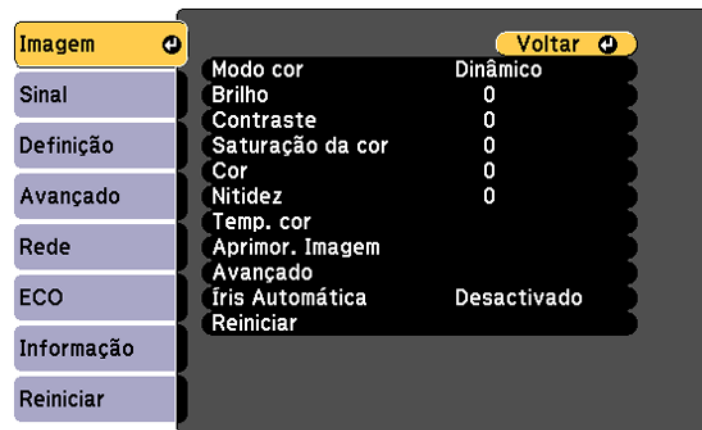 Imagem
Sinal
Definição
Avançado
Rede
ECO
Informação
Reiniciar
Voltar
Modo cor Dinâmico
Brilho 0
Contraste 0
Saturação da cor 0
Cor 0
Nitidez 0
Temp. cor
Aprimor. Imagem
Avançado
Íris Automática Desactivado
Reiniciar